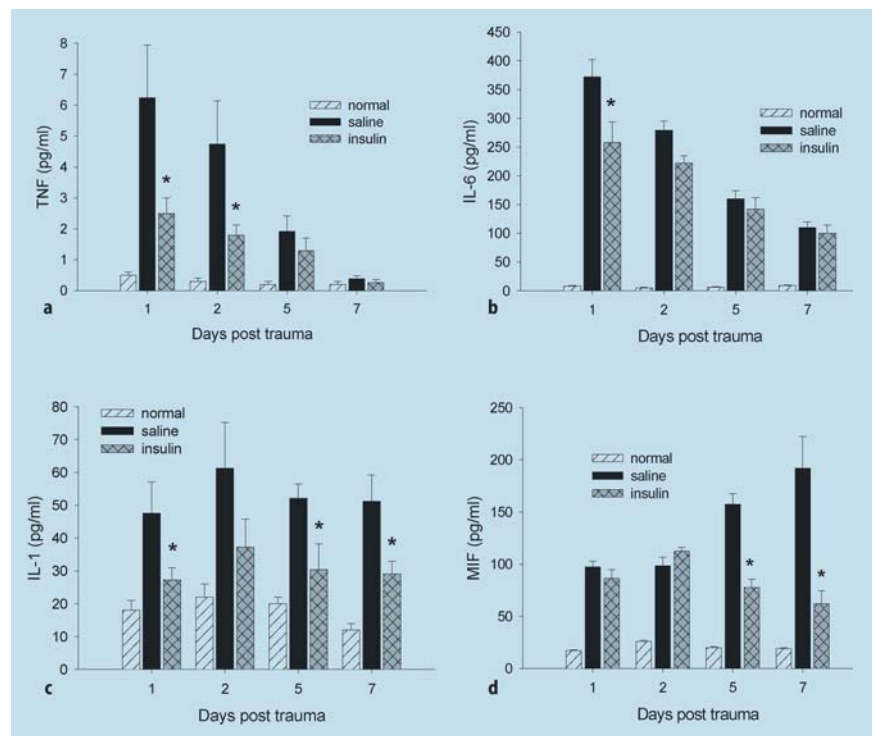 8
7
6
5
4
3
2
1
0
TNF (pg/ml)
normal
saline
insulin
*
*
1 2 5 7
a
Days post trauma
450
400
350
300
250
200
150
100
50
0
IL-6 (pg/ml)
normal
saline
insulin
*
1 2 5 7
b
Days post trauma
80
70
60
50
40
30
20
10
0
IL-1 (pg/ml)
normal
saline
insulin
*
*
*
1 2 5 7
c
Days post trauma
250
200
150
100
50
0
MIF (pg/ml)
normal
saline
insulin
*
*
1 2 5 7
d
Days post trauma